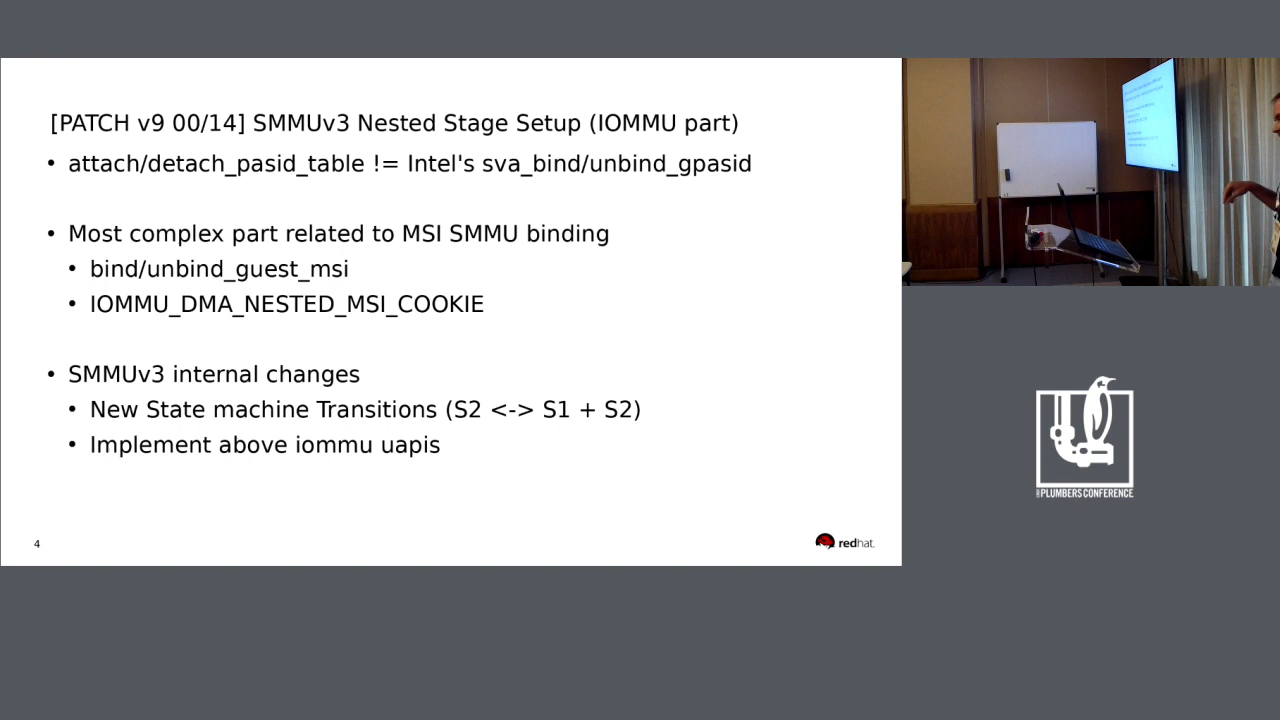 [PATCH v9 00/14] SMMUv3 Nested Stage Setup (IOMMU part)
• attach/detach_pasid_table != Intel's sva_bind/unbind_gpasid
• Most complex part related to MSI SMMU binding
• bind/unbind_guest_msi
• IOMMU_DMA_NESTED_MSI_COOKIE
• SMMUv3 internal changes
• New State machine Transitions (S2 <-> S1 + S2)
• Implement above iommu uapis
4
redhat.
PLUMBERS CONFERENCE